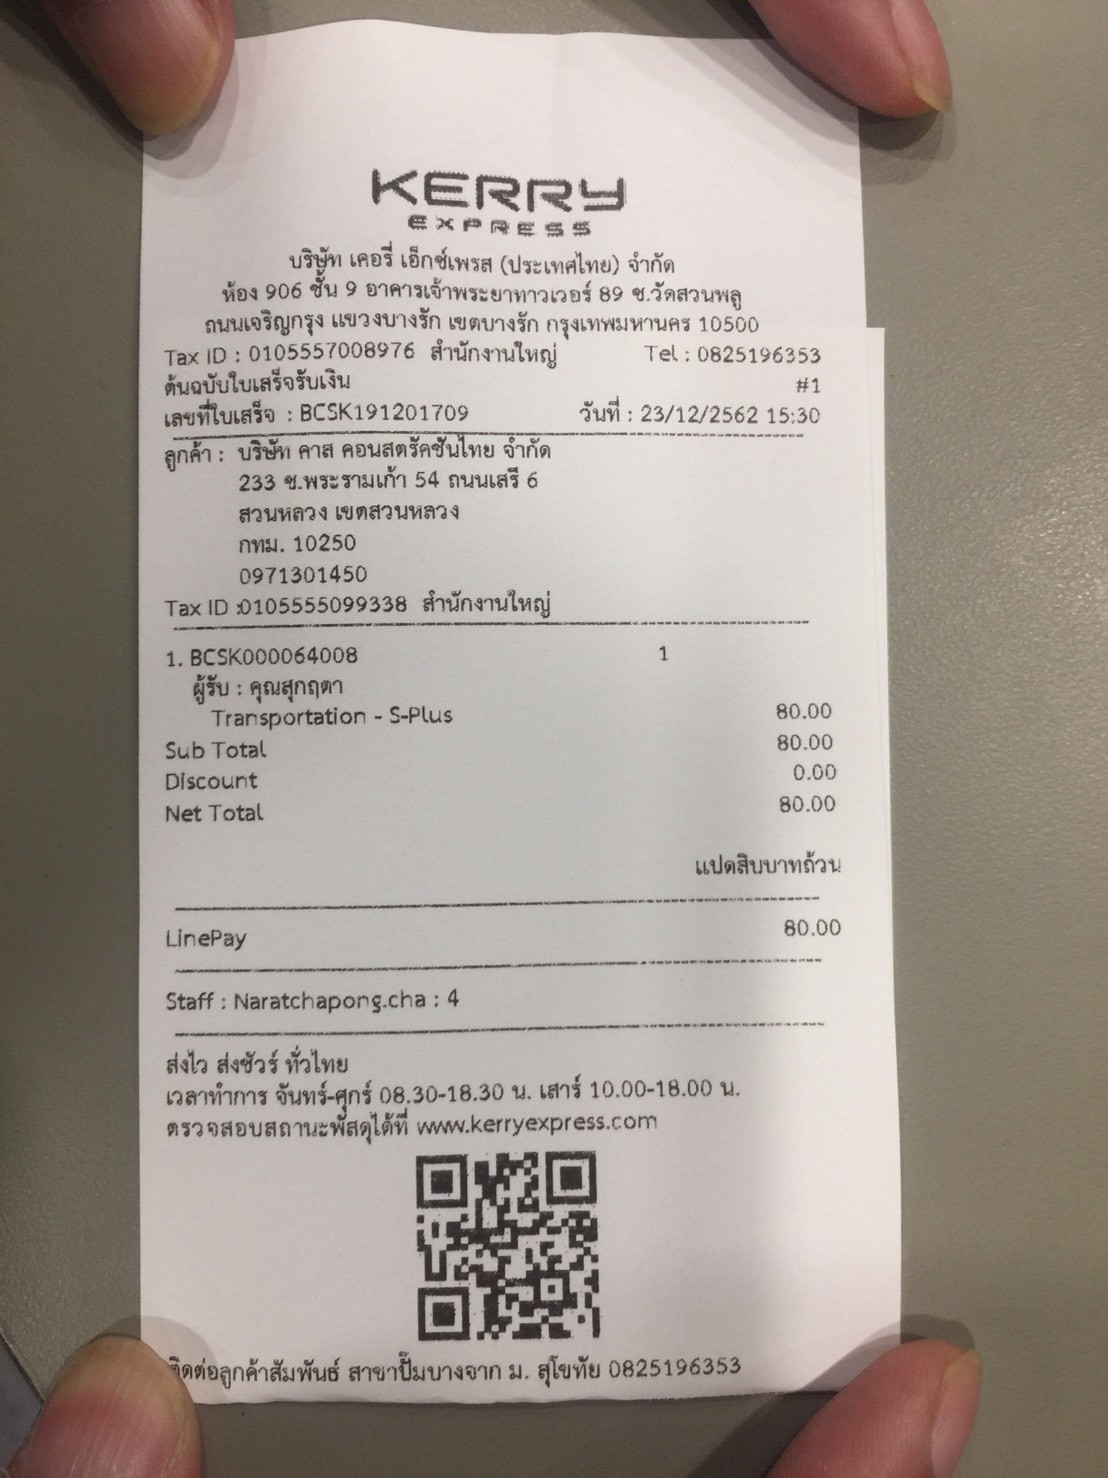 KERRY
EXPRESS
บริษัท เคอรี่ เอ็กซ์เพรส (ประเทศไทย) จำกัด
ห้อง 906 ชั้น 9 อาคารเจ้าพระยาทาวเวอร์ 89 ซ.วัดสวนพลู
ถนนเจริญกรุง แขวงบางรัก เขตบางรัก กรุงเทพมหานคร 10500
Tax ID : 0105557008976 สำนักงานใหญ่ Tel : 0825196353
ต้นฉบับใบเสร็จรับเงิน #1
เลขที่ใบเสร็จ : BCSK191201709 วันที่ : 23/12/2562 15:30
ลูกค้า : บริษัท คาส คอนสตรัคชั่นไทย จำกัด
233 ซ.พระรามเก้า 54 ถนนเสรี 6
สวนหลวง เขตสวนหลวง
กทม. 10250
0971301450
Tax ID :0105555099338 สำนักงานใหญ่
1. BCSK000064008 1
ผู้รับ : คุณสุกฤตา
Transportation - S-Plus 80.00
Sub Total 80.00
Discount 0.00
Net Total 80.00
แปดสิบบาทถ้วน
LinePay 80.00
Staff : Naratchapong.cha : 4
ส่งไว ส่งชัวร์ ทั่วไทย
เวลาทำการ จันทร์-ศุกร์ 08.30-18.30 น. เสาร์ 10.00-18.00 น.
ตรวจสอบสถานะพัสดุได้ที่ www.kerryexpress.com
ติดต่อลูกค้าสัมพันธ์ สาขาปั๊มบางจาก ม. สุโขทัย 0825196353